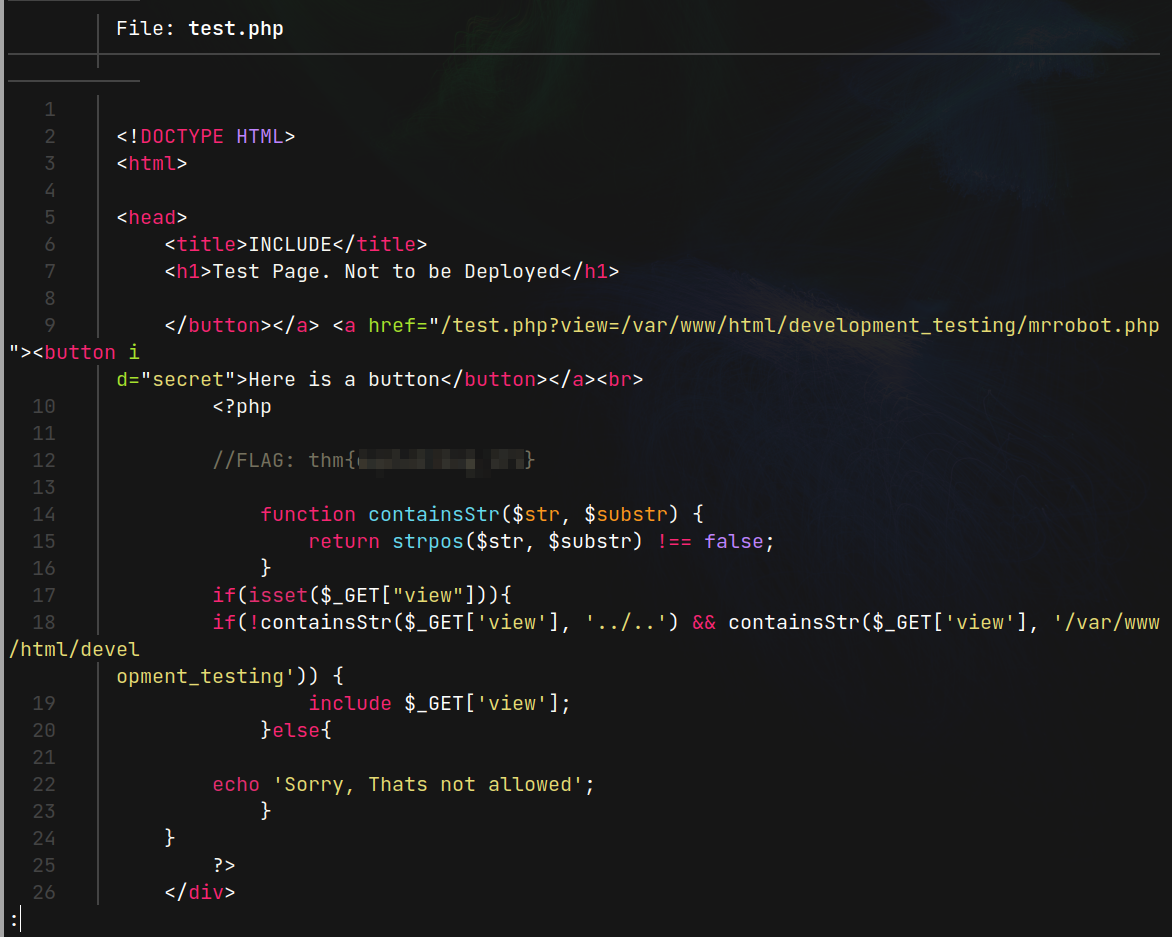 File: test.php
1
2 <!DOCTYPE HTML>
3 <html>
4
5 <head>
6     <title>INCLUDE</title>
7     <h1>Test Page. Not to be Deployed</h1>
8
9     </button></a> <a href="/test.php?view=/var/www/html/development_testing/mrrobot.php
"><button i
d="secret">Here is a button</button></a><br>
10         <?php
11
12         //FLAG: thm{}
13
14             function containsStr($str, $substr) {
15                 return strpos($str, $substr) !== false;
16             }
17         if(isset($_GET["view"])){
18         if(!containsStr($_GET['view'], '../..') && containsStr($_GET['view'], '/var/www
/html/devel
opment_testing')) {
19                 include $_GET['view'];
20             }else{
21
22         echo 'Sorry, Thats not allowed';
23             }
24     }
25         ?>
26     </div>
: